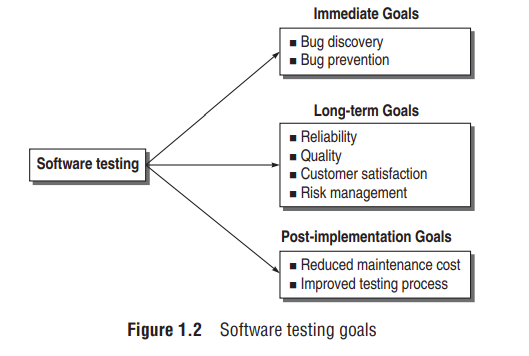 Immediate Goals
■ Bug discovery
■ Bug prevention
Long-term Goals
■ Reliability
■ Quality
■ Customer satisfaction
■ Risk management
Software testing
Post-implementation Goals
■ Reduced maintenance cost
■ Improved testing process
Figure 1.2 Software testing goals